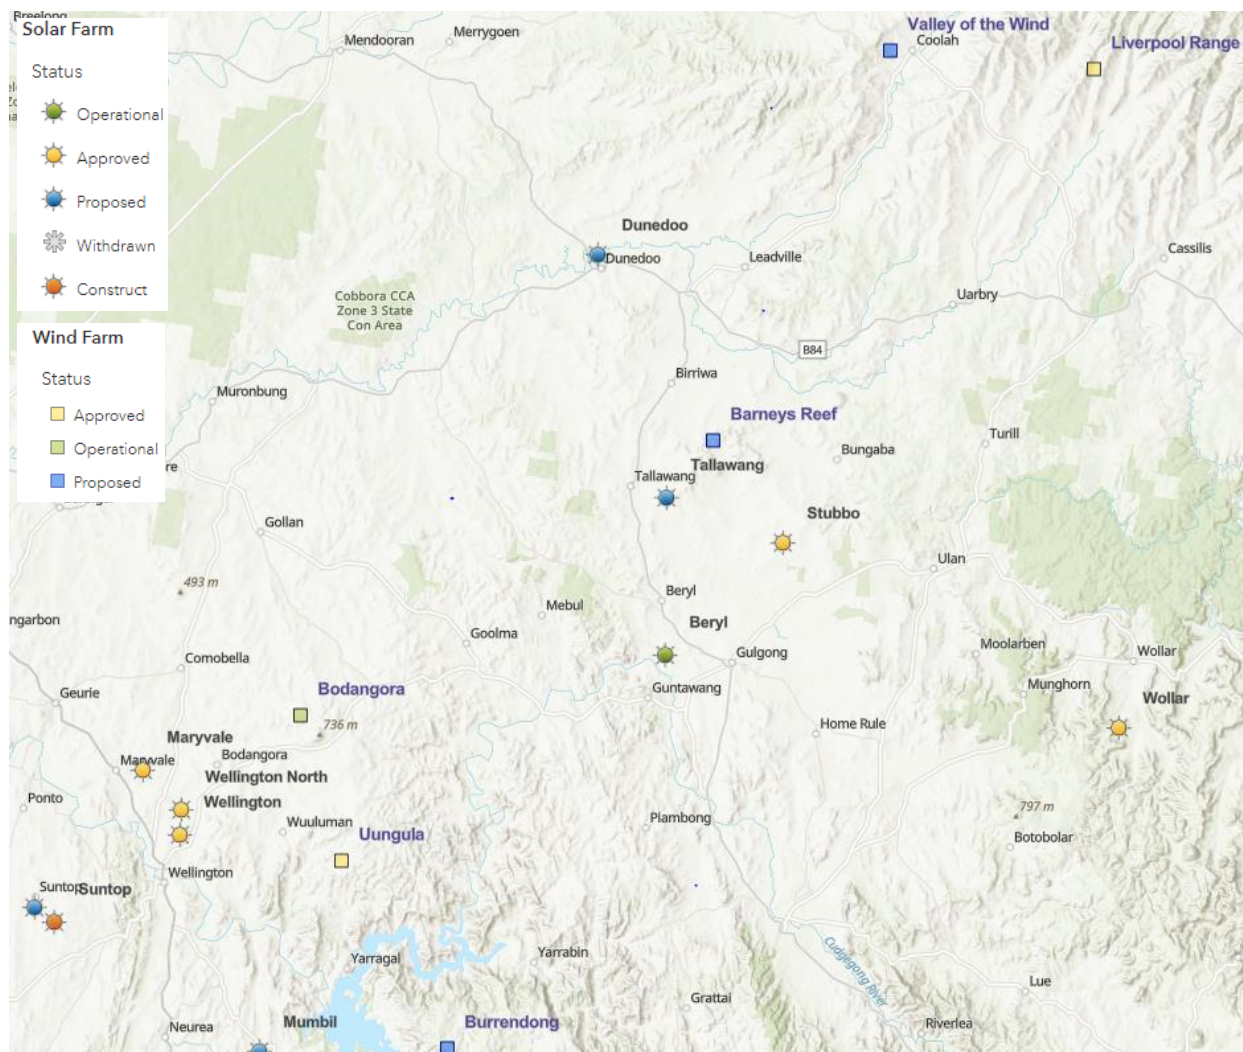 Breelong
Solar Farm
Status
Operational
Approved
Proposed
Withdrawn
Construct
Wind Farm
Status
Approved
Operational
Proposed
Mendooran
Merrygoen
Valley of the Wind
Coolah
Liverpool Range
Dunedoo
Dunedoo
Leadville
Cassilis
Cobbora CCA
Zone 3 State
Con Area
Uarbry
B84
Birriwa
Muronbung
Barneys Reef
Turill
Bungaba
Tallawang
Tallawang
Stubbo
Gollan
Ulan
493 m
Beryl
Mebul
Beryl
ngarbon
Goolma
Moolarben
Wollar
Gulgong
Comobella
Munghorn
Wollar
Geurie
Bodangora
Guntawang
736 m
Home Rule
Maryvale
Bodangora
Maryvale
Wellington North
Ponto
Wellington
797 m
Wuuluman
Uungula
Piambong
Botobolar
Wellington
Suntop
Suntop
Yarragal
Yarrabin
Cudgegong River
Lue
Grattai
Neurea
Mumbil
Burrendong
Riverlea